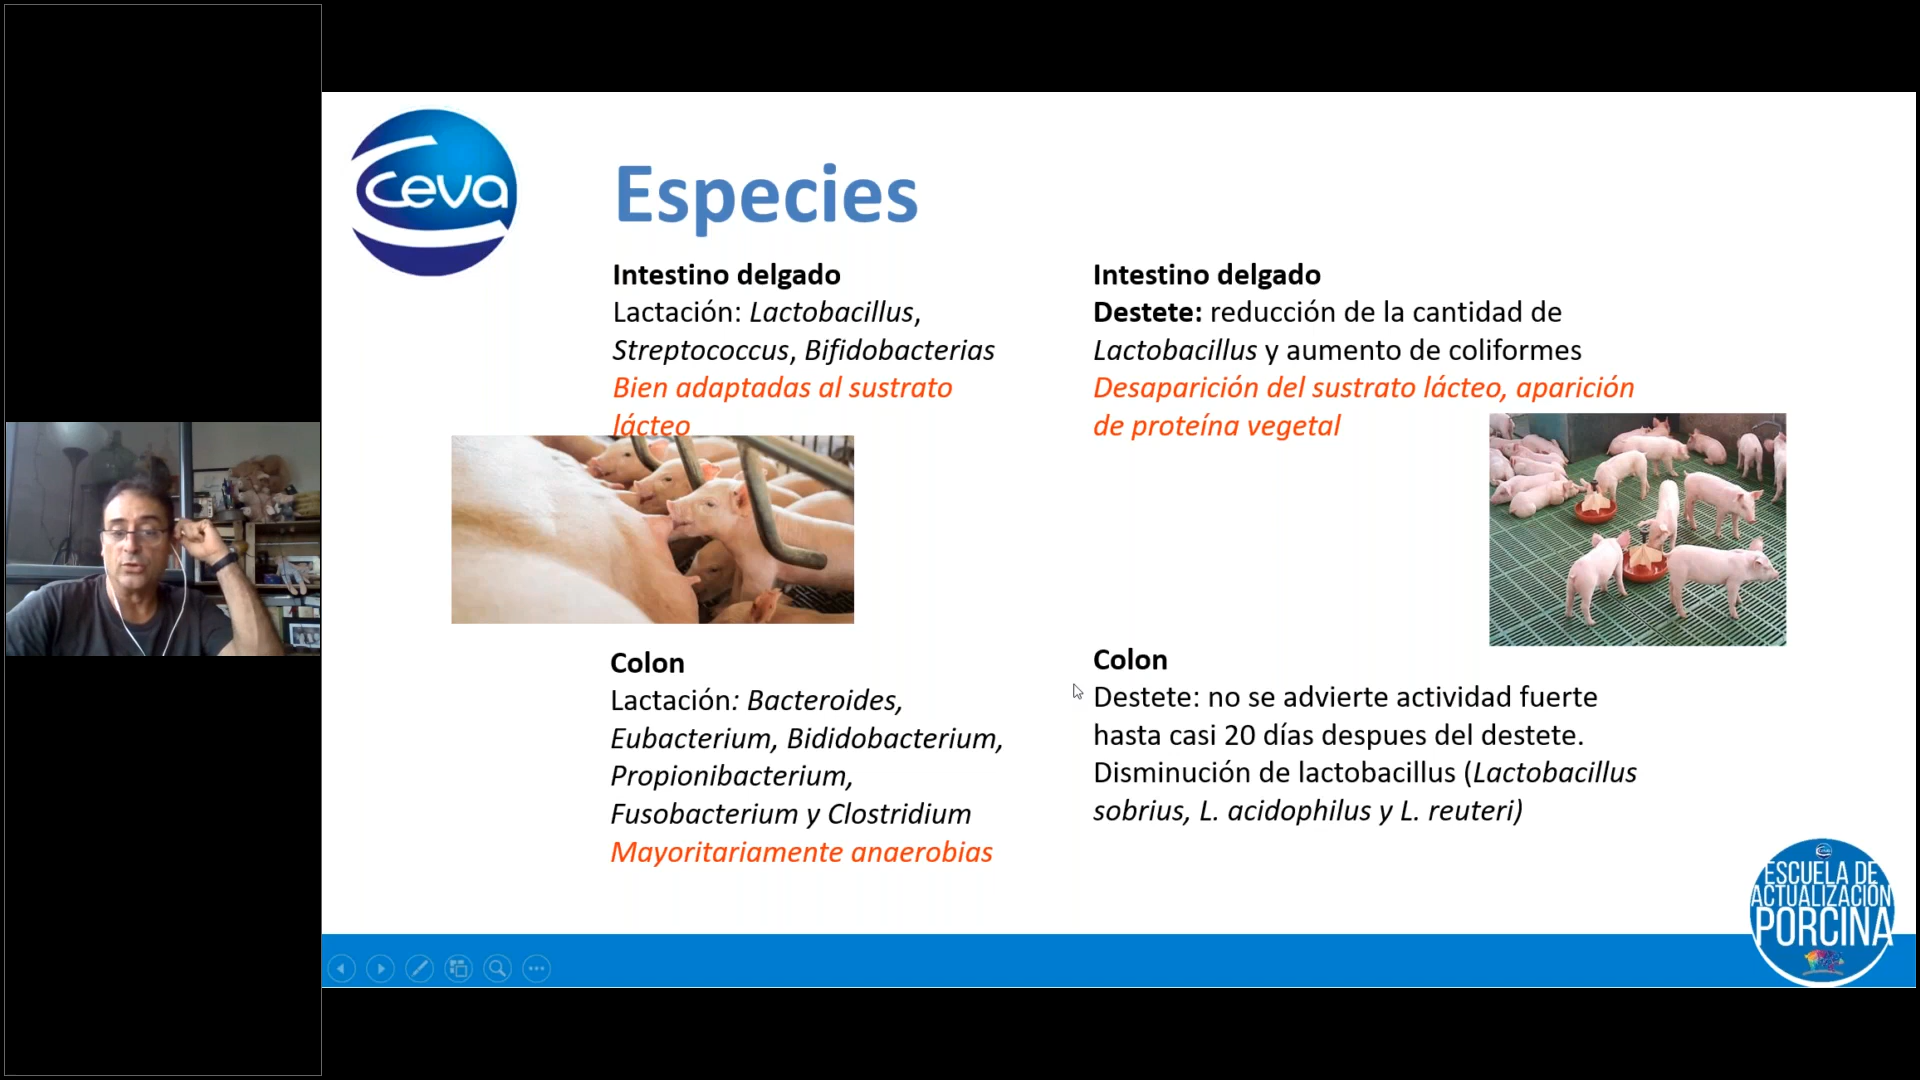 Ceva
Especies
Intestino delgado
Lactación: Lactobacillus,
Streptococcus, Bifidobacterias
Bien adaptadas al sustrato
lácteo
Colon
Lactación: Bacteroides,
Eubacterium, Bididobacterium,
Propionibacterium,
Fusobacterium y Clostridium
Mayoritariamente anaerobias
Intestino delgado
Destete: reducción de la cantidad de
Lactobacillus y aumento de coliformes
Desaparición del sustrato lácteo, aparición
de proteína vegetal
Colon
Destete: no se advierte actividad fuerte
hasta casi 20 días despues del destete.
Disminución de lactobacillus (Lactobacillus
sobrius, L. acidophilus y L. reuteri)
ESCUELA DE
ACTUALIZACIÓN
PORCINA